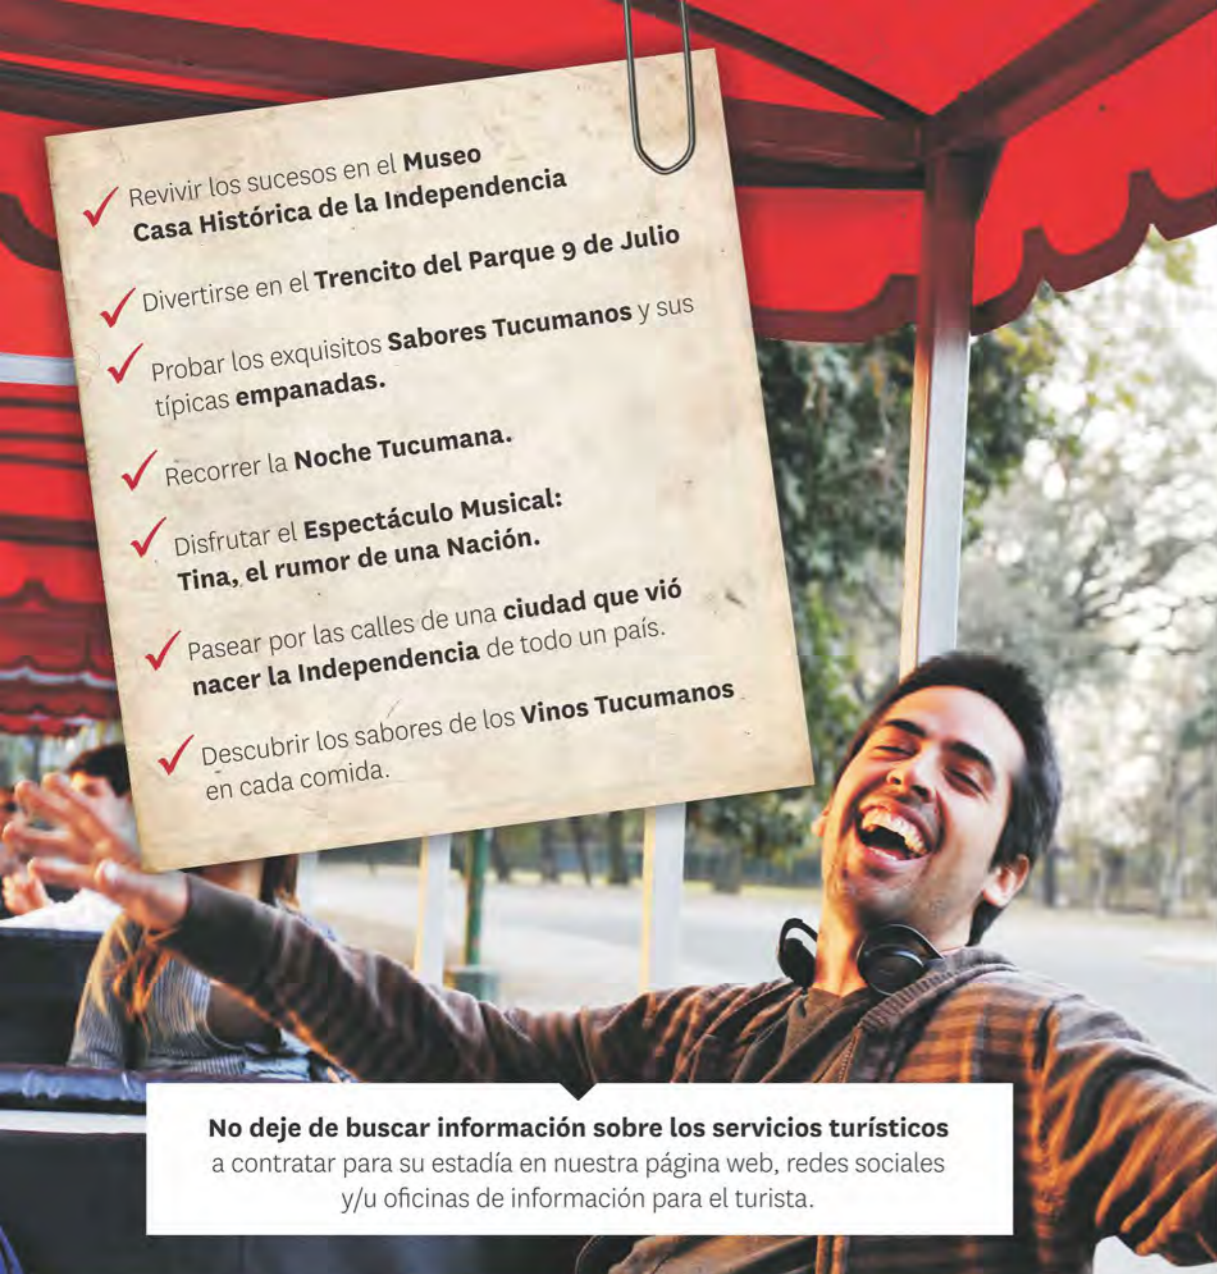 Revivir los sucesos en el Museo
Casa Histórica de la Independencia
Divertirse en el Trencito del Parque 9 de Julio
Probar los exquisitos Sabores Tucumanos y sus
típicas empanadas.
Recorrer la Noche Tucumana.
Disfrutar el Espectáculo Musical:
Tina, el rumor de una Nación.
Pasear por las calles de una ciudad que vió
nacer la Independencia de todo un país.
Descubrir los sabores de los Vinos Tucumanos
en cada comida.
No deje de buscar información sobre los servicios turísticos
a contratar para su estadía en nuestra página web, redes sociales
y/u oficinas de información para el turista.